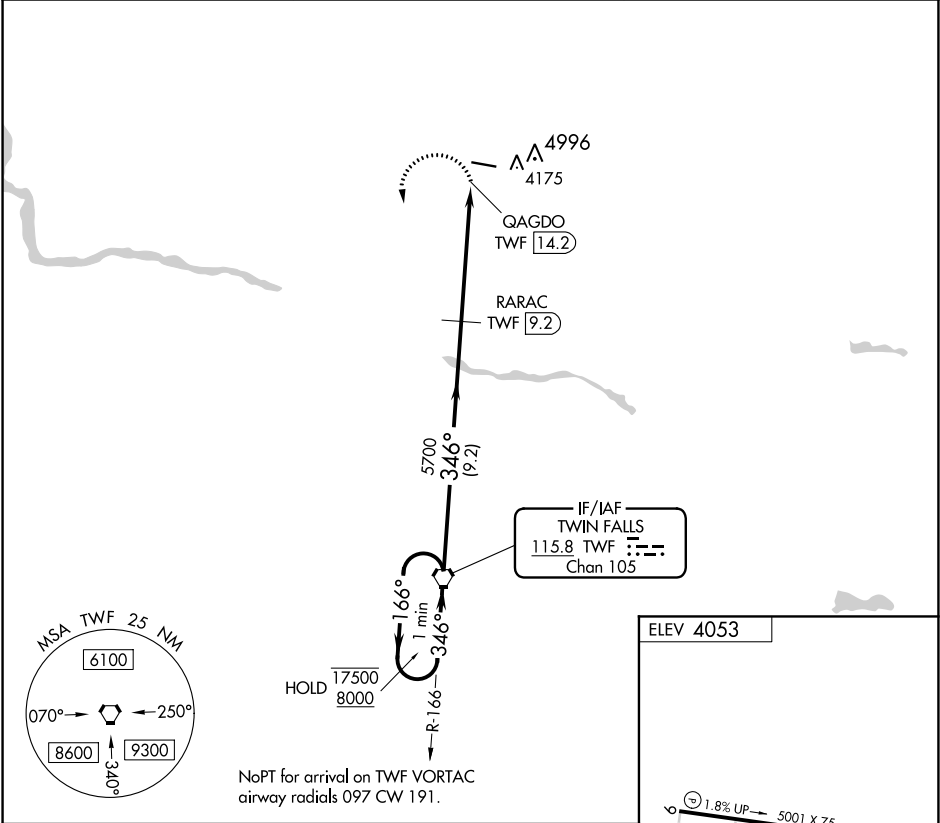 4996
4175
QAGDO
TWF 14.2
RARAC
TWF 9.2
5700
346°
(9.2)
IF/IAF
TWIN FALLS
115.8 TWF
Chan 105
166°
1 min
346°
HOLD 17500
8000
R-166
NoPT for arrival on TWF VORTAC
airway radials 097 CW 191.
MSA TWF 25 NM
6100
070°
250°
8600
9300
340°
ELEV 4053
9
P 1.8% UP
5001 X 75